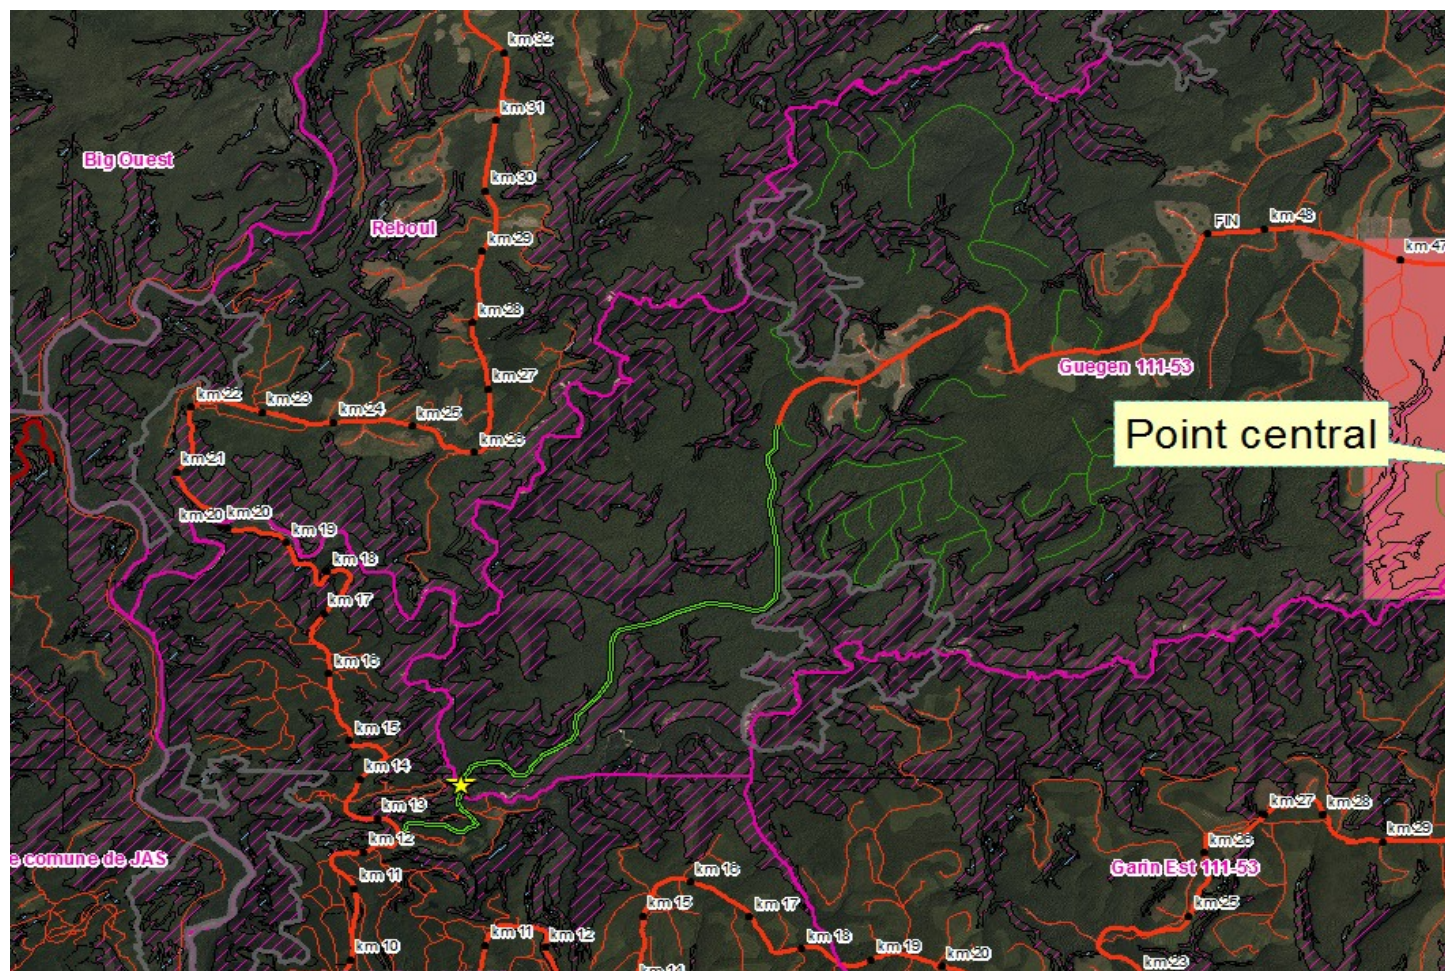 km 32
km 31
Big Ouest
km 30
Reboul
FIN
km 48
km 29
km 47
km 28
Guegen 111-53
km 27
km 22
km 23
km 24
km 25
Point central
km 26
km 21
km 20
km 20
km 19
km 18
km 17
km 16
km 15
km 14
km 13
km 27
km 28
km 12
km 29
km 26
e comune de JAS
km 16
Garin Est 111-53
km 11
km 15
km 17
km 25
km 11
km 12
km 18
km 10
km 19
km 20
km 23
km 14